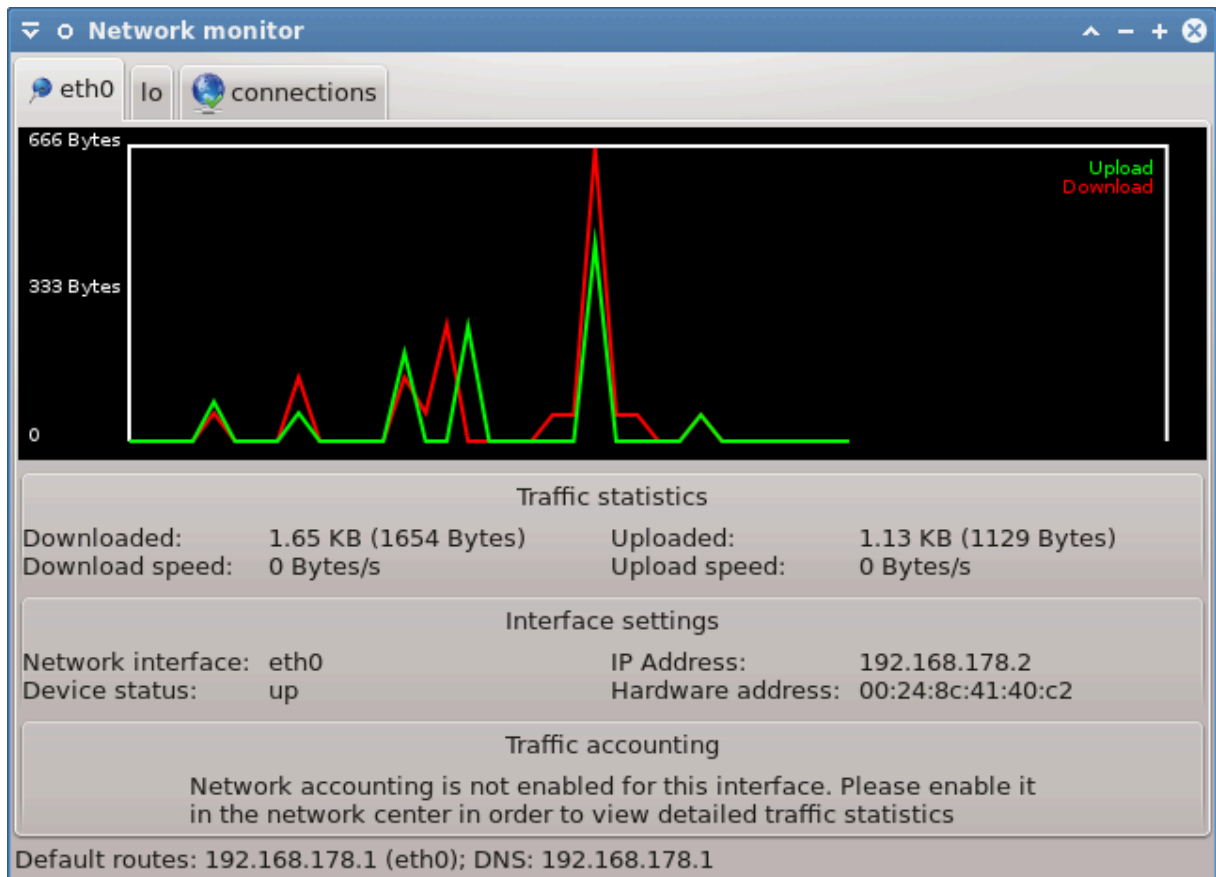 Network monitor
eth0 lo connections
666 Bytes
Upload
Download
333 Bytes
0
Traffic statistics
Downloaded: 1.65 KB (1654 Bytes) Uploaded: 1.13 KB (1129 Bytes)
Download speed: 0 Bytes/s Upload speed: 0 Bytes/s
Interface settings
Network interface: eth0 IP Address: 192.168.178.2
Device status: up Hardware address: 00:24:8c:41:40:c2
Traffic accounting
Network accounting is not enabled for this interface. Please enable it
in the network center in order to view detailed traffic statistics
Default routes: 192.168.178.1 (eth0); DNS: 192.168.178.1